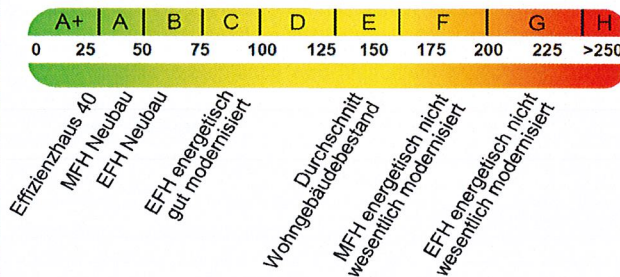 A+ A B C D E F G H
0 25 50 75 100 125 150 175 200 225 >250
Effizienzhaus 40
MFH Neubau
EFH Neubau
EFH energetisch
gut modernisiert
Durchschnitt
Wohngebäudebestand
MFH energetisch nicht
wesentlich modernisiert
EFH energetisch nicht
wesentlich modernisiert